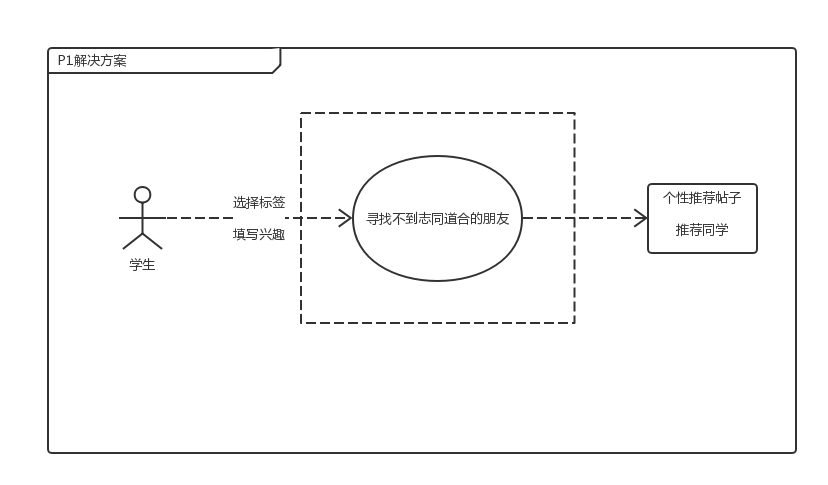 P1解决方案
选择标签
填写兴趣
学生
寻找不到志同道合的朋友
个性推荐帖子
推荐同学